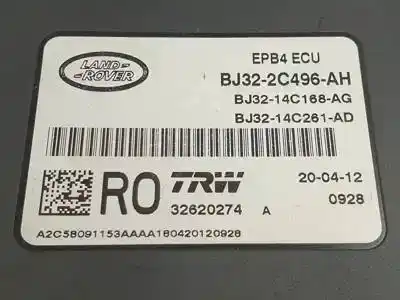 LAND
ROVER
EPB4 ECU
BJ32-2C496-AH
BJ32-14C168-AG
BJ32-14C261-AD
RO
TRW
20-04-12
32620274 A
0928
A2C58091153AAAA180420120928